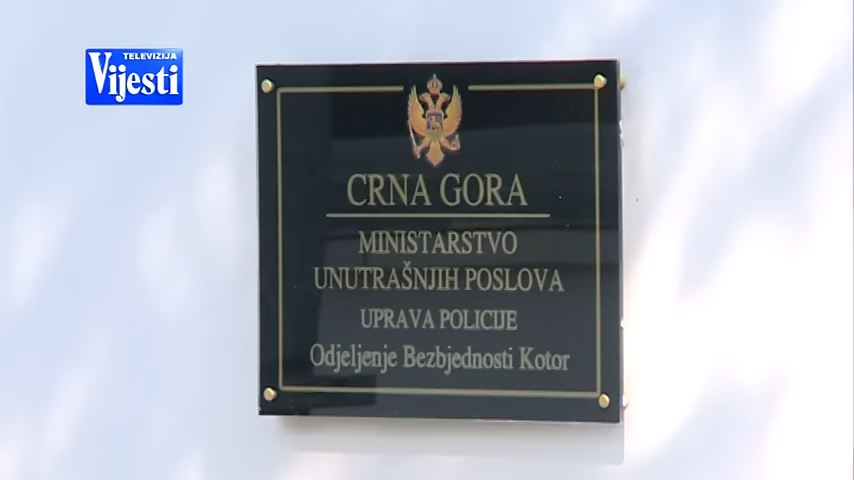 TELEVIZIJA
Vijesti
CRNA GORA
MINISTARSTVO
UNUTRAŠNJIH POSLOVA
UPRAVA POLICIJE
Odjeljenje Bezbjednosti Kotor